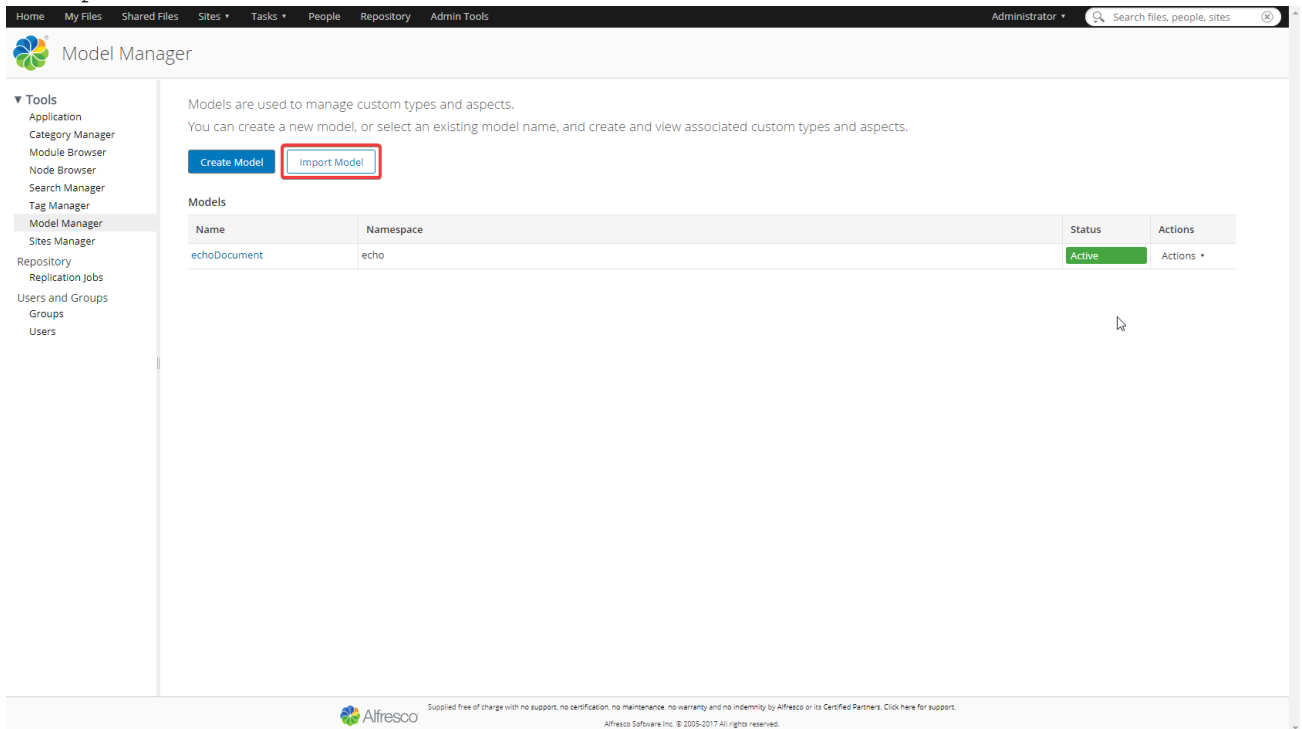 Home My Files Shared Files Sites ▾ Tasks ▾ People Repository Admin Tools Administrator ▾ Search files, people, sites
Model Manager
▼ Tools
Application
Category Manager
Module Browser
Node Browser
Search Manager
Tag Manager
Model Manager
Sites Manager
Repository
Replication Jobs
Users and Groups
Groups
Users
Models are used to manage custom types and aspects.
You can create a new model, or select an existing model name, and create and view associated custom types and aspects.
Create Model Import Model
Models
Name Namespace Status Actions
echoDocument echo Active Actions ▾
Alfresco
Supplied free of charge with no support, no certification, no maintenance, no warranty and no indemnity by Alfresco or its Certified Partners. Click here for support.
Alfresco Software Inc. © 2005-2017 All rights reserved.